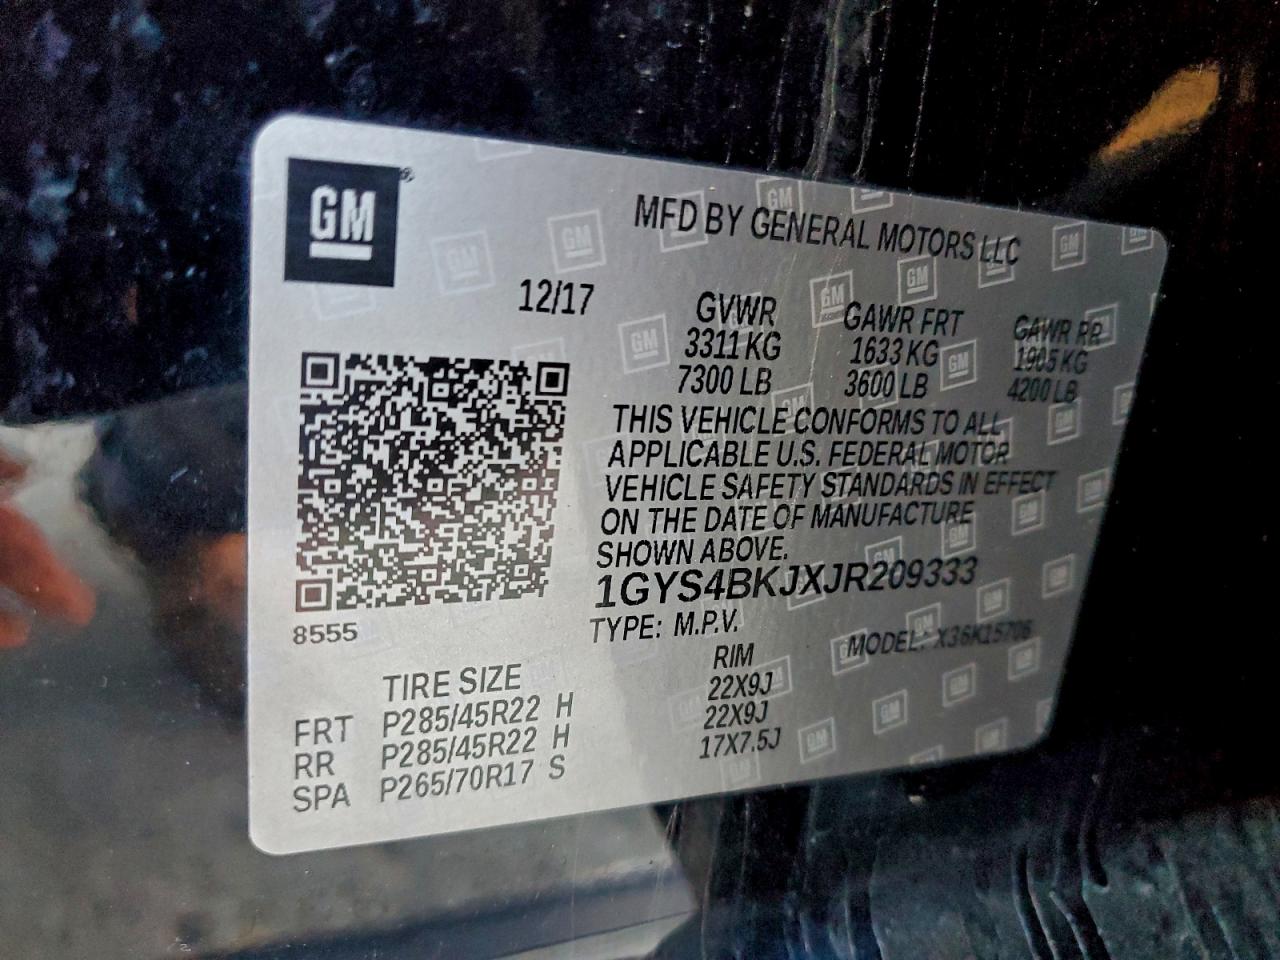 GM
MFD BY GENERAL MOTORS LLC
12/17
GVWR GAWR FRT GAWR RR
3311 KG 1633 KG 1905 KG
7300 LB 3600 LB 4200 LB
THIS VEHICLE CONFORMS TO ALL
APPLICABLE U.S. FEDERAL MOTOR
VEHICLE SAFETY STANDARDS IN EFFECT
ON THE DATE OF MANUFACTURE
SHOWN ABOVE.
1GYS4BKJXJR209333
TYPE: M.P.V. MODEL: X36K15706
8555
TIRE SIZE RIM
FRT P285/45R22 H 22X9J
RR P285/45R22 H 22X9J
SPA P265/70R17 S 17X7.5J